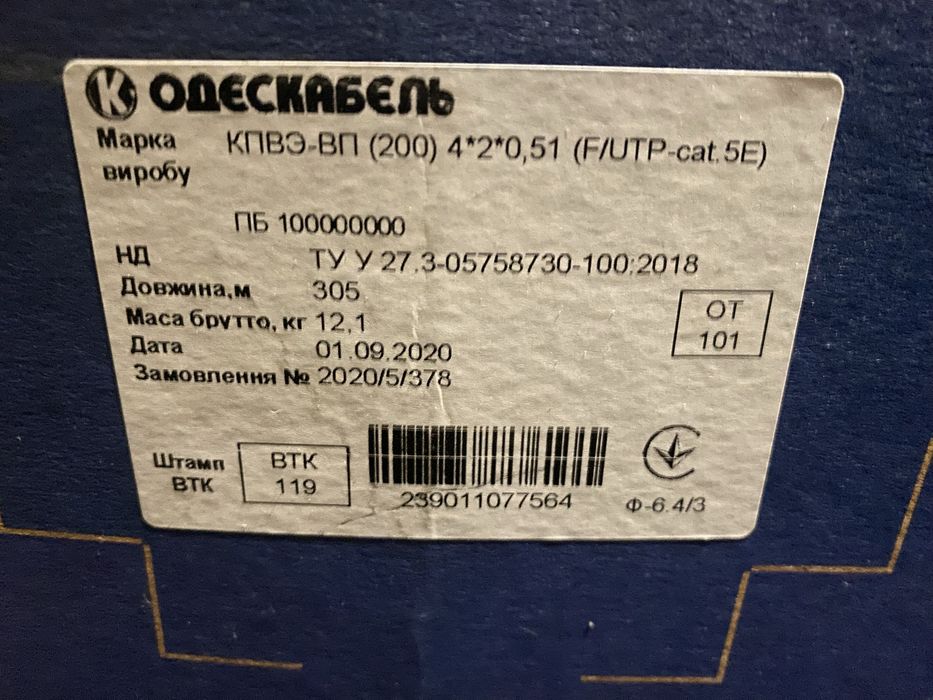 К ОДЕСКАБЕЛЬ
Марка виробу КПВЭ-ВП (200) 4*2*0,51 (F/UTP-cat.5E)
ПБ 100000000
НД ТУ У 27.3-05758730-100:2018
Довжина,м 305
Маса брутто, кг 12,1
Дата 01.09.2020
Замовлення № 2020/5/378
ОТ
101
Штамп ВТК
ВТК
119
239011077564
Ф-6.4/3